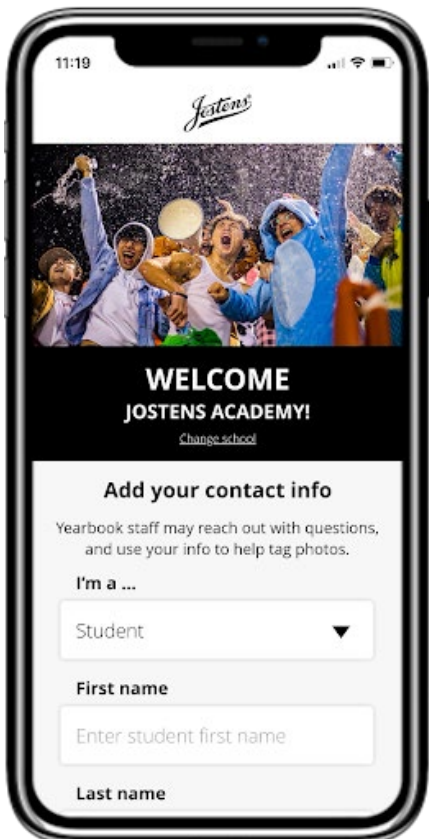 11:19
Jostens
WELCOME
JOSTENS ACADEMY!
Change school
Add your contact info
Yearbook staff may reach out with questions,
and use your info to help tag photos.
I'm a ...
Student
First name
Enter student first name
Last name